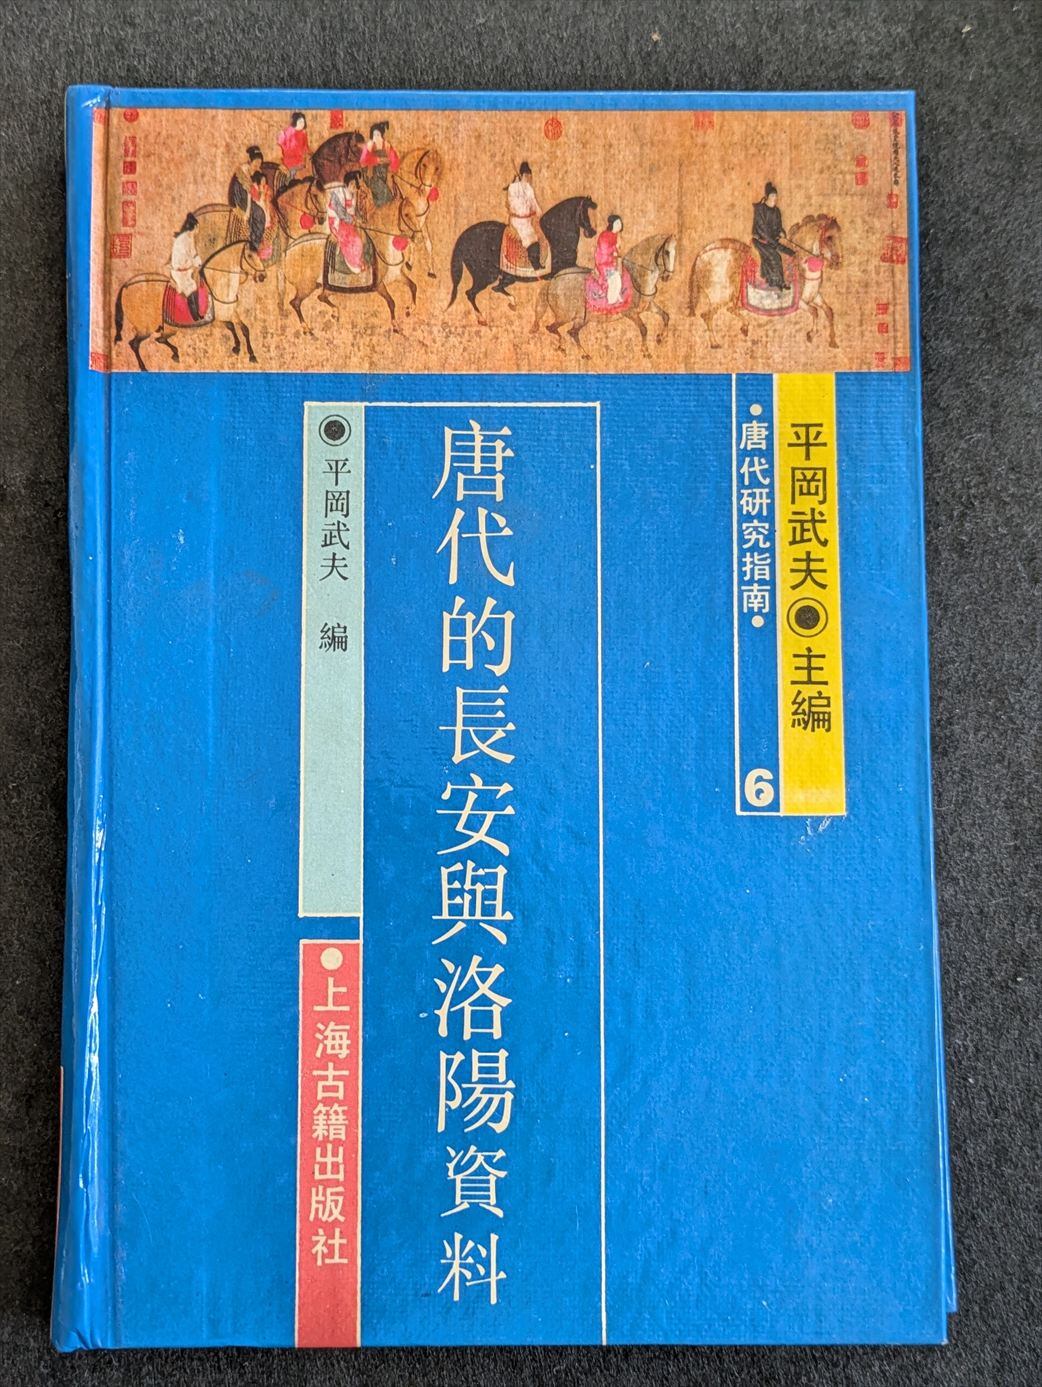 平岡武夫◉主編
•唐代研究指南•
6
唐代的長安與洛陽資料
◉平岡武夫 編
●上海古籍出版社